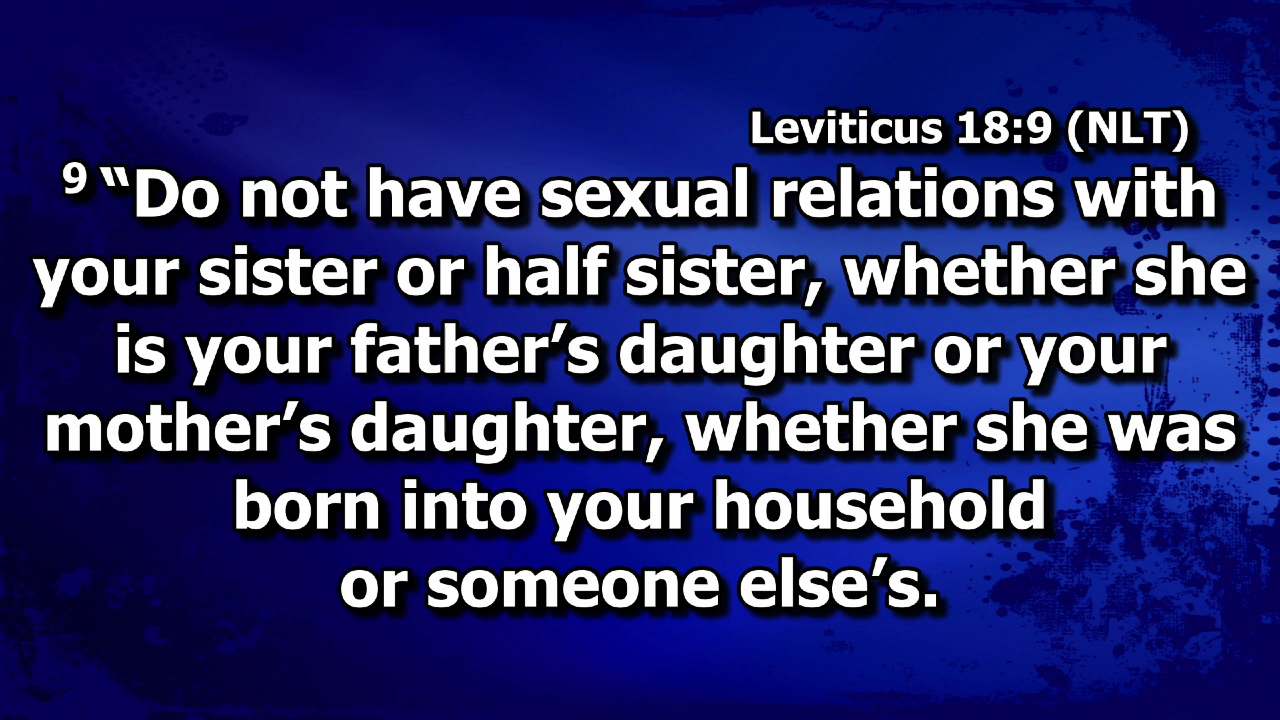 Leviticus 18:9 (NLT)
9 “Do not have sexual relations with
your sister or half sister, whether she
is your father’s daughter or your
mother’s daughter, whether she was
born into your household
or someone else’s.